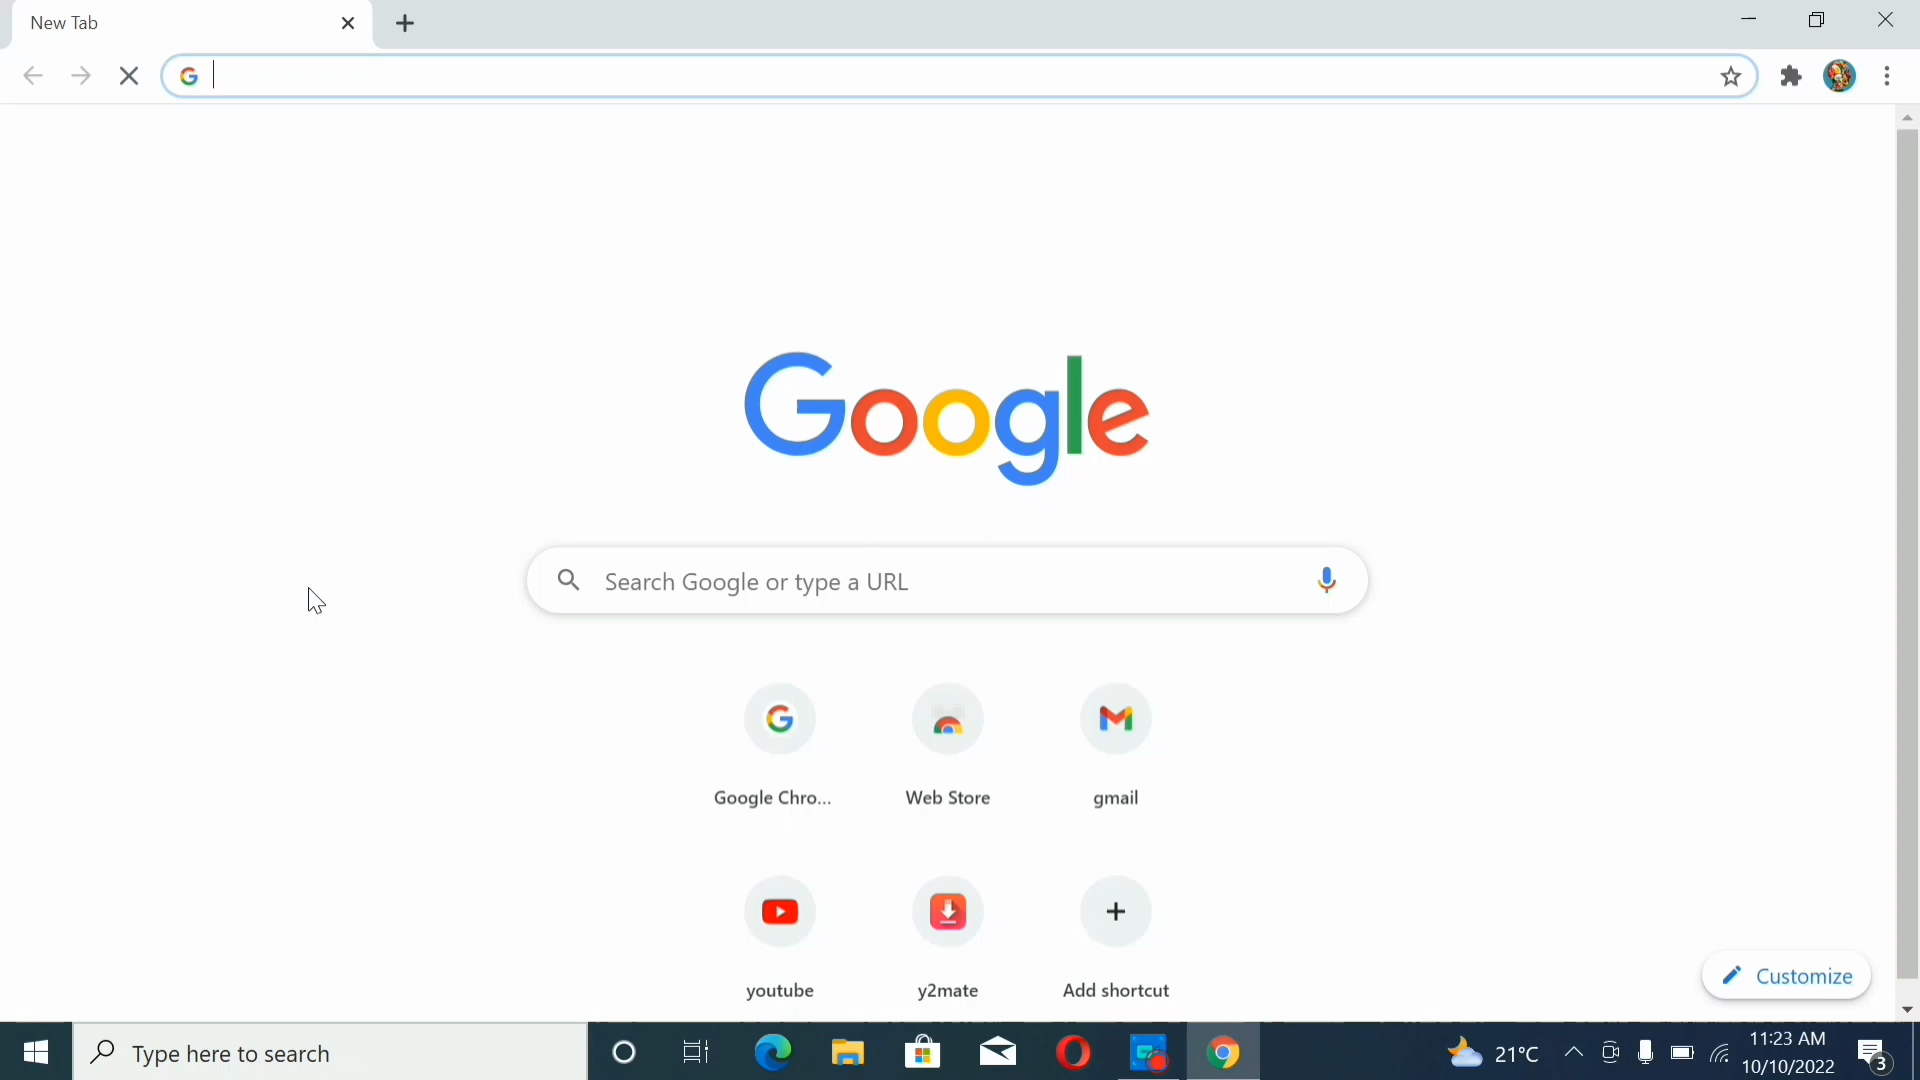 New Tab
Google
Search Google or type a URL
Google Chro...
Web Store
gmail
youtube
y2mate
Add shortcut
Customize
Type here to search
21°C
11:23 AM
10/10/2022
3